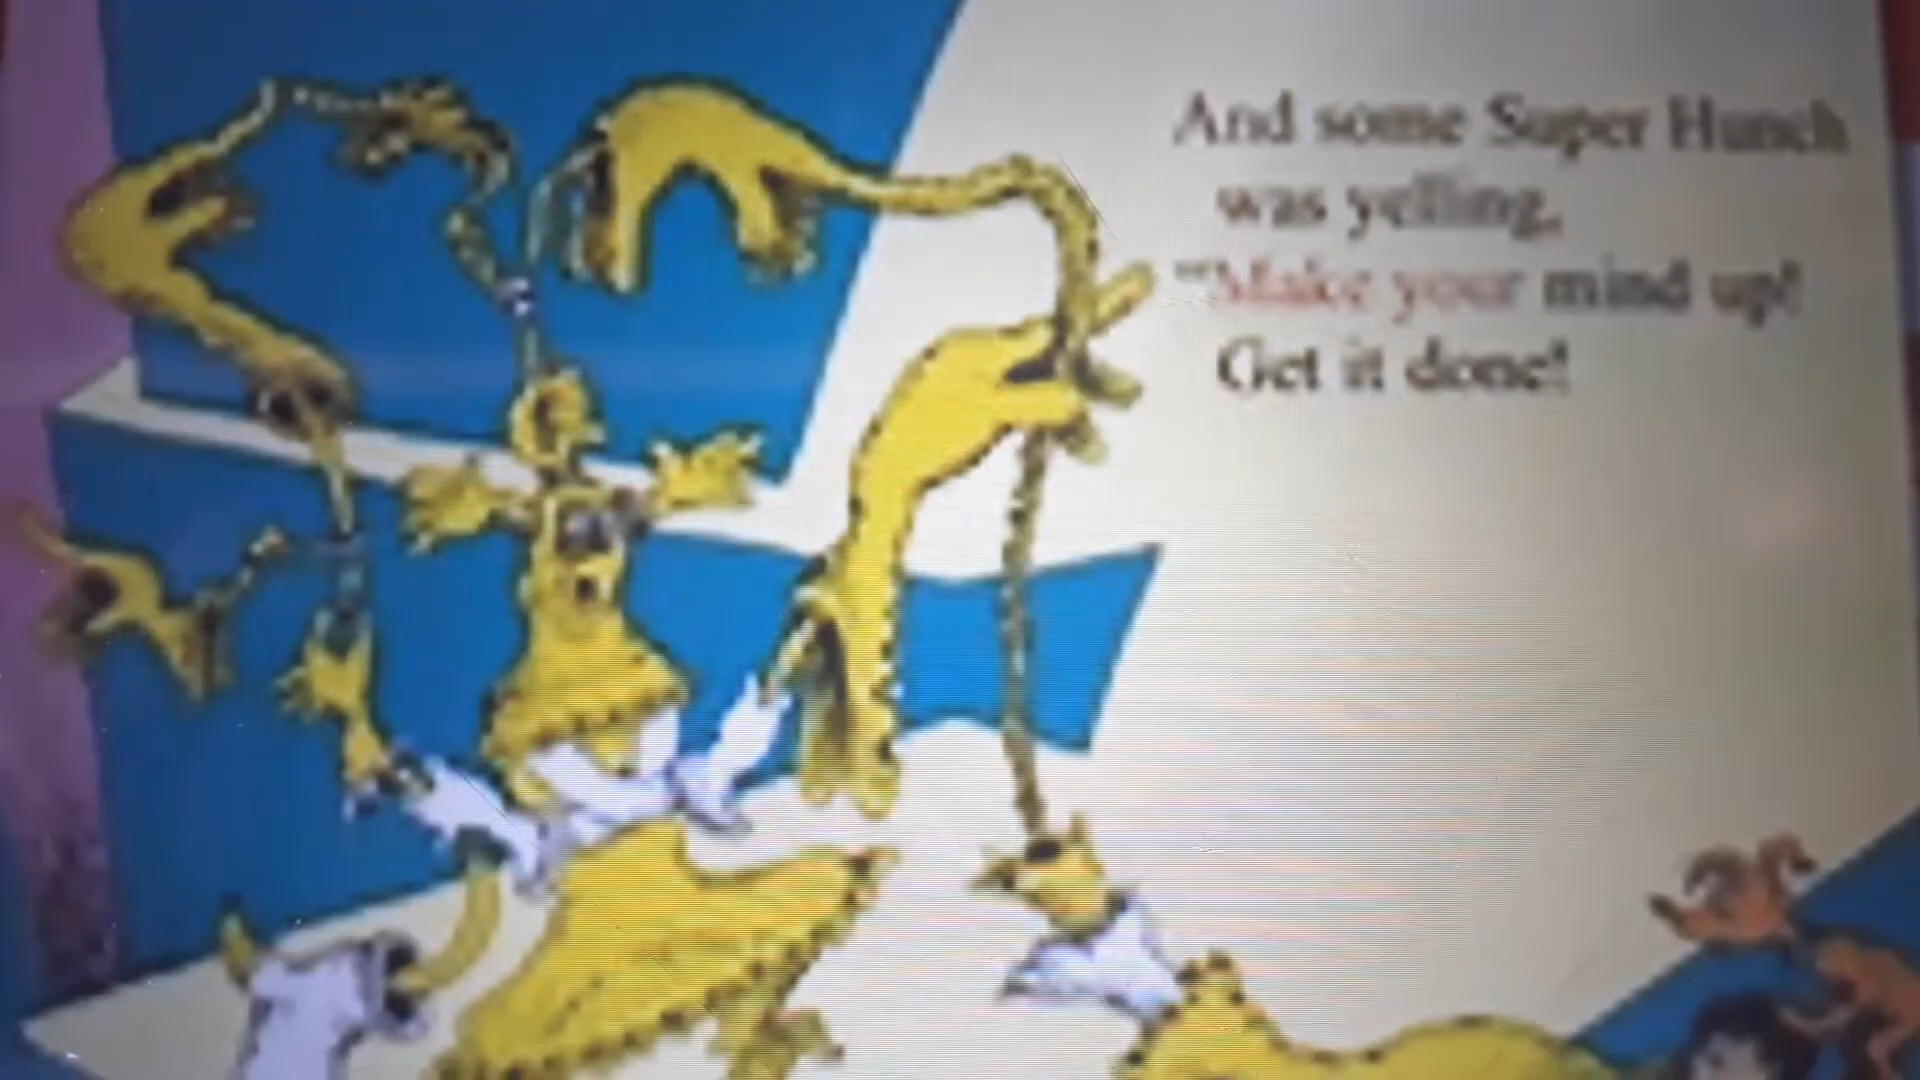 And some Super Hunch
was yelling,
"Make your mind up!
Get it done!